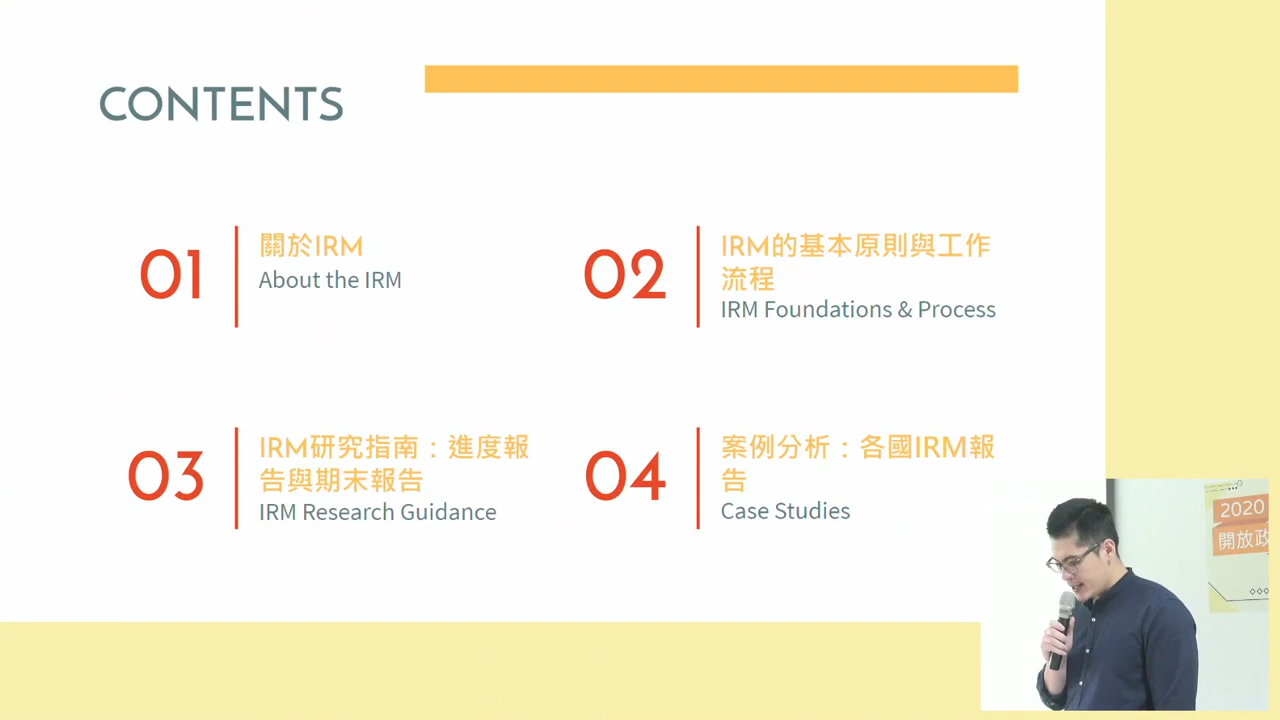 CONTENTS
01
關於IRM
About the IRM
02
IRM的基本原則與工作
流程
IRM Foundations & Process
03
IRM研究指南：進度報
告與期末報告
IRM Research Guidance
04
案例分析：各國IRM報
告
Case Studies
2020
開放政